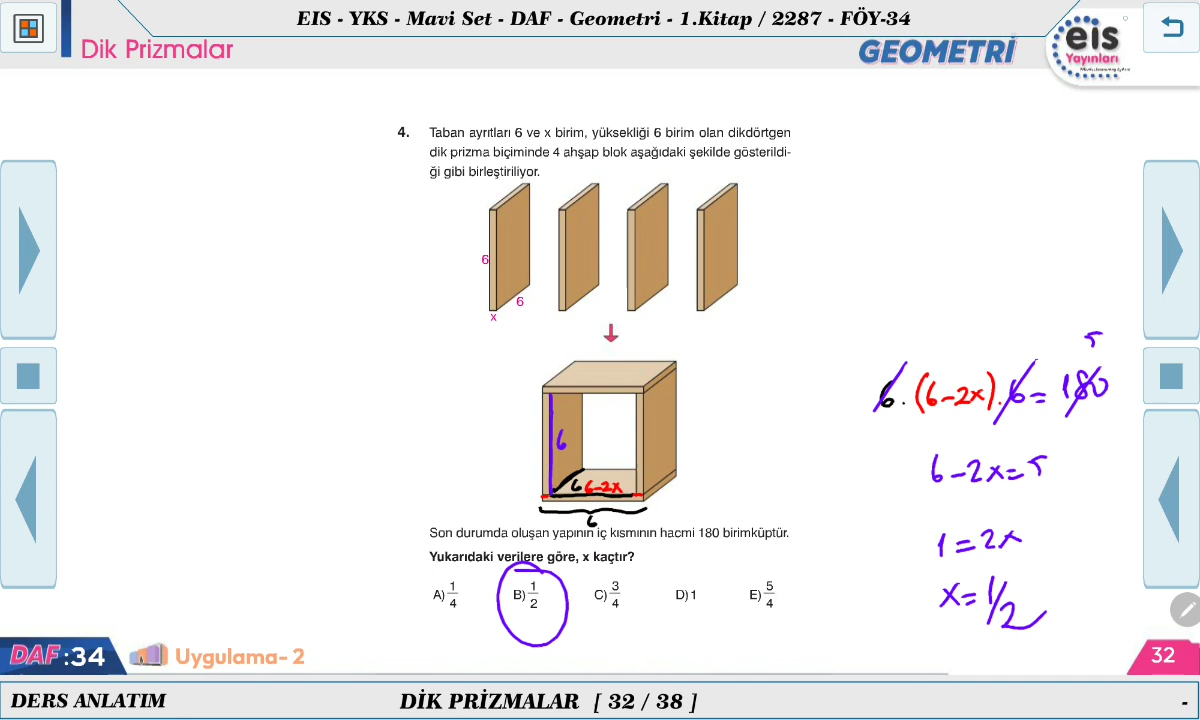 EIS - YKS - Mavi Set - DAF - Geometri - 1.Kitap / 2287 - FÖY-34
Dik Prizmalar
GEOMETRİ
eis
Yayınları
4. Taban ayrıtları 6 ve x birim, yüksekliği 6 birim olan dikdörtgen
dik prizma biçiminde 4 ahşap blok aşağıdaki şekilde gösterildi-
ği gibi birleştiriliyor.
6
6
x
6
6 6-2x
6
Son durumda oluşan yapının iç kısmının hacmi 180 birimküptür.
Yukarıdaki verilere göre, x kaçtır?
A) 1/4 B) 1/2 C) 3/4 D) 1 E) 5/4
5
6 . (6-2x) . 6 = 180
6-2x=5
1=2x
x=1/2
DAF:34
Uygulama- 2
32
DERS ANLATIM
DİK PRİZMALAR [ 32 / 38 ]
-